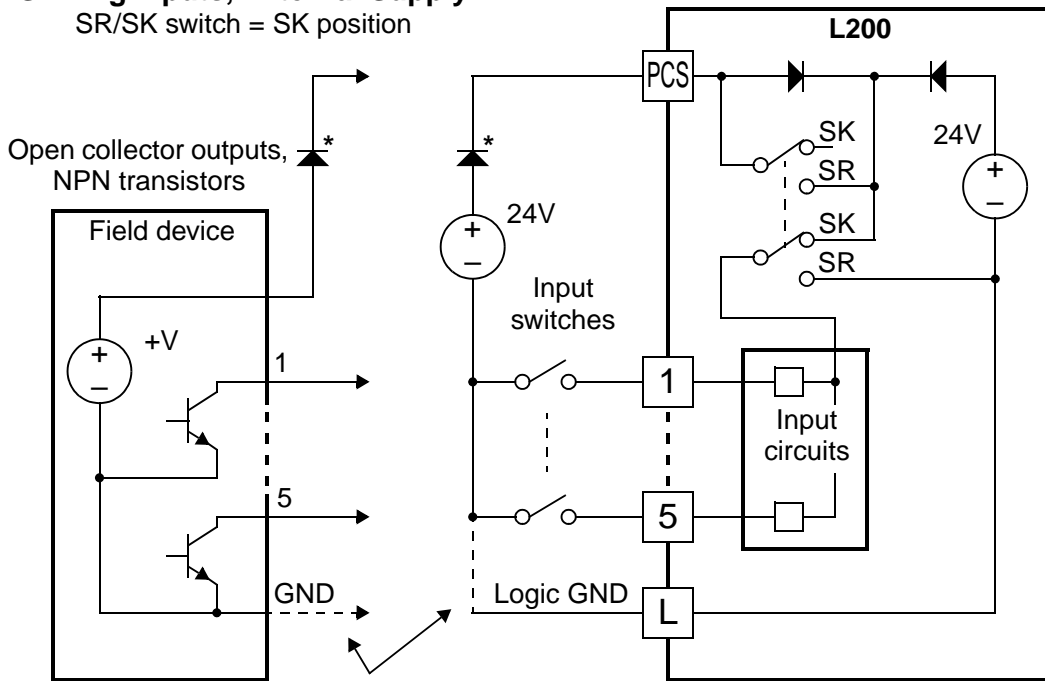 SR/SK switch = SK position
L200
PCS
SK
SR
SK
SR
24V
+
–
Open collector outputs,
NPN transistors
*
*
Field device
24V
+
–
Input
switches
+V
+
–
1
1
Input
circuits
5
5
GND
Logic GND
L